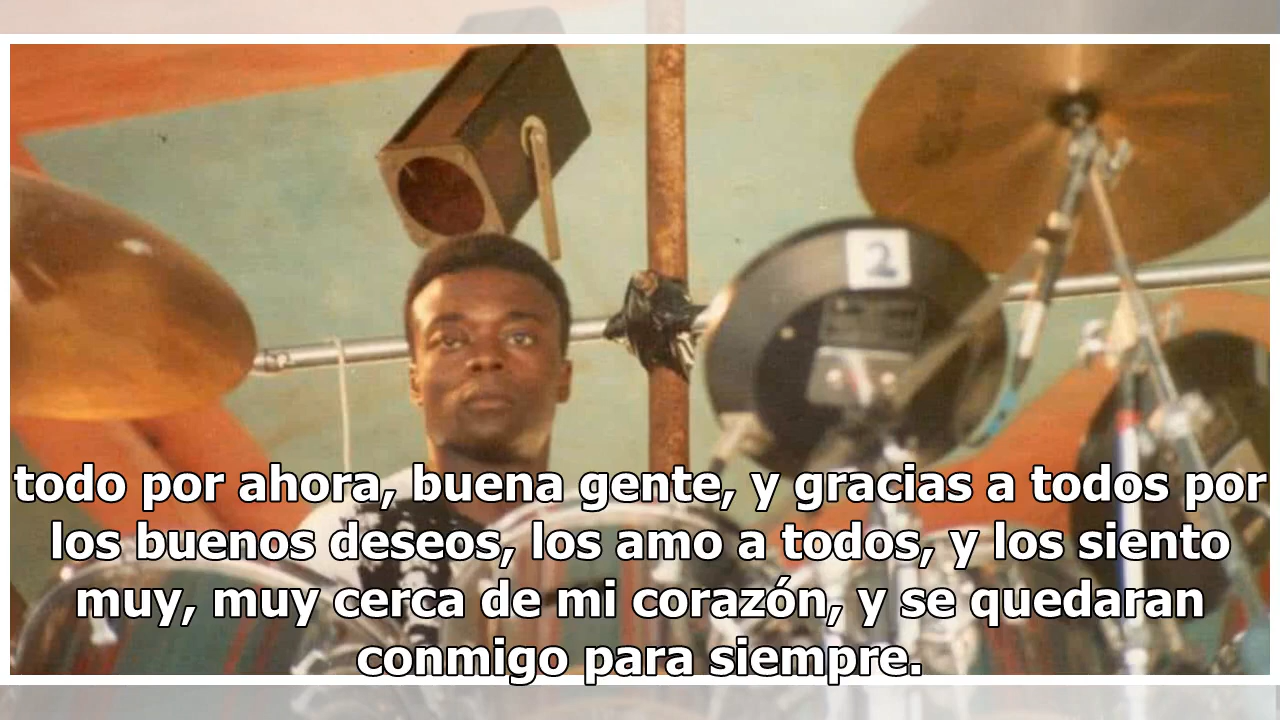 2
todo por ahora, buena gente, y gracias a todos por
los buenos deseos, los amo a todos, y los siento
muy, muy cerca de mi corazón, y se quedaran
conmigo para siempre.